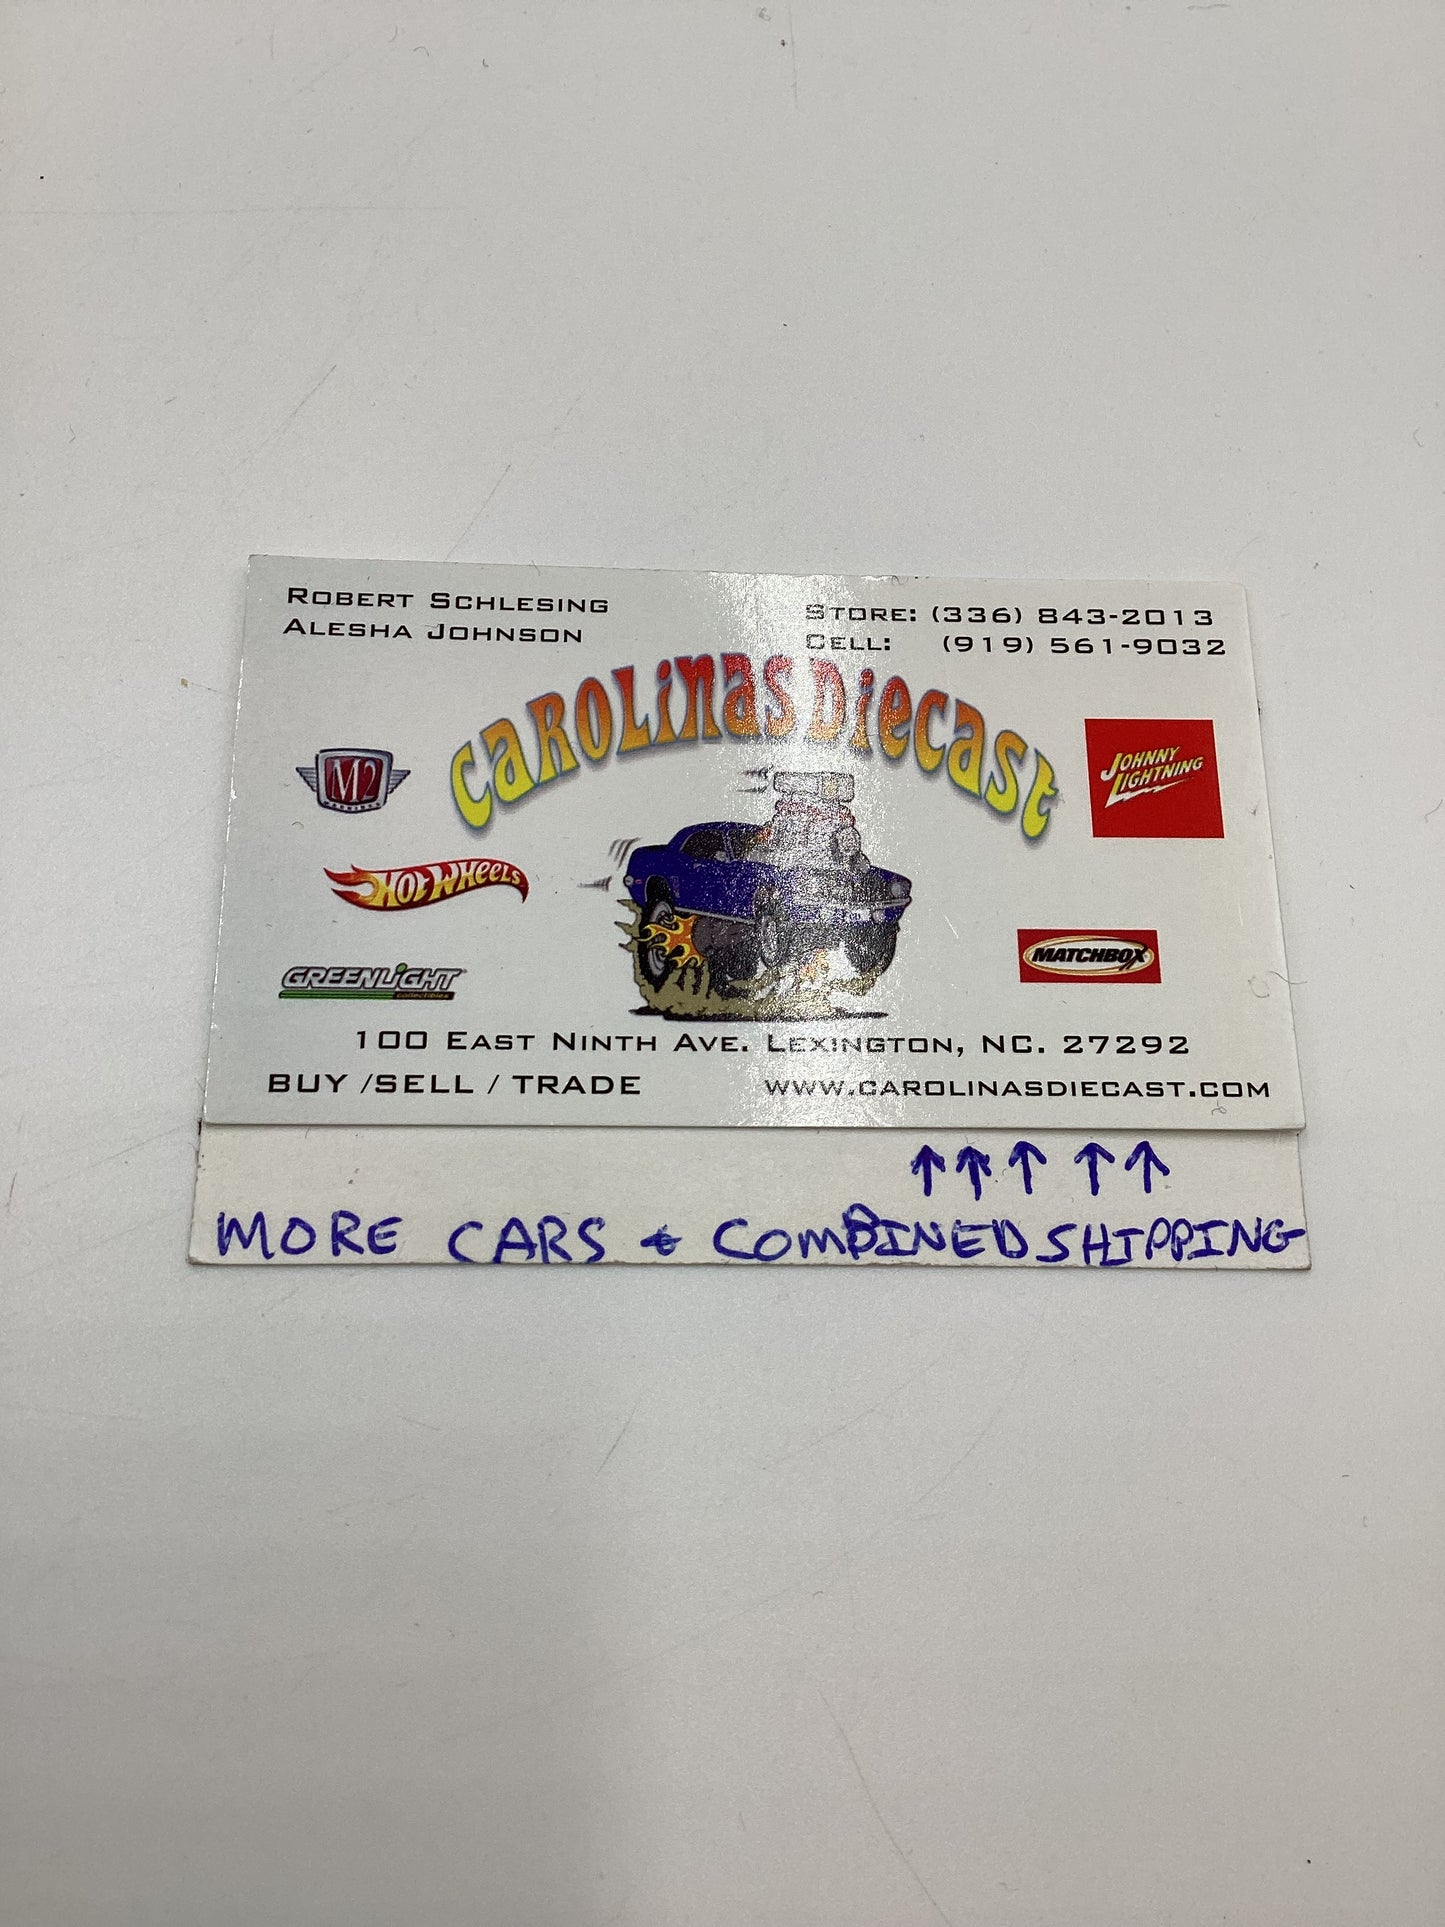 ROBERT SCHLESING
ALESHA JOHNSON
STORE: (336) 843-2013
CELL: (919) 561-9032
CAROLINAS DIECAST
M2
MACHINES
JOHNNY
LIGHTNING
HOT WHEELS
MATCHBOX
GREENLIGHT
collectibles
100 EAST NINTH AVE. LEXINGTON, NC. 27292
BUY /SELL / TRADE
WWW.CAROLINASDIECAST.COM
↑ ↑ ↑ ↑ ↑
MORE CARS + COMBINED SHIPPING